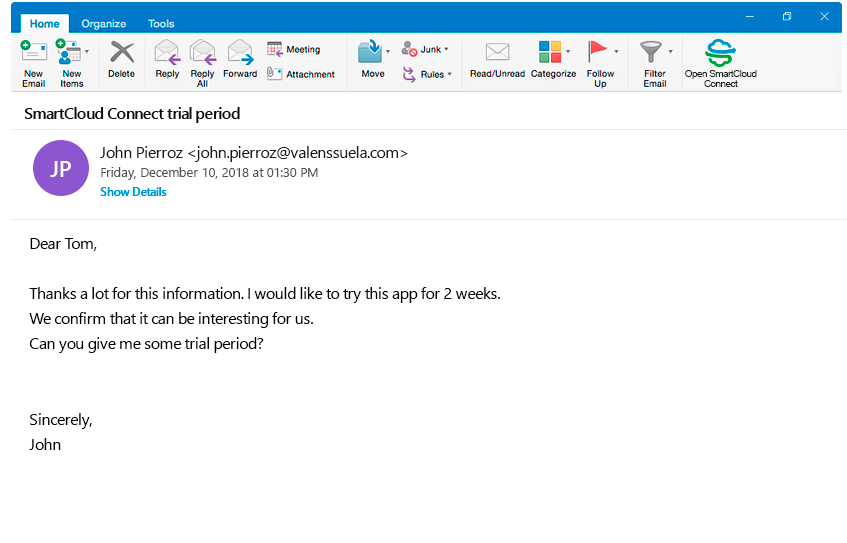 Home Organize Tools
New Email
New Items
Delete
Reply
Reply All
Forward
Meeting
Attachment
Move
Junk
Rules
Read/Unread
Categorize
Follow Up
Filter Email
Open SmartCloud Connect
SmartCloud Connect trial period
JP
John Pierroz <john.pierroz@valenssuela.com>
Friday, December 10, 2018 at 01:30 PM
Show Details
Dear Tom,
Thanks a lot for this information. I would like to try this app for 2 weeks.
We confirm that it can be interesting for us.
Can you give me some trial period?
Sincerely,
John